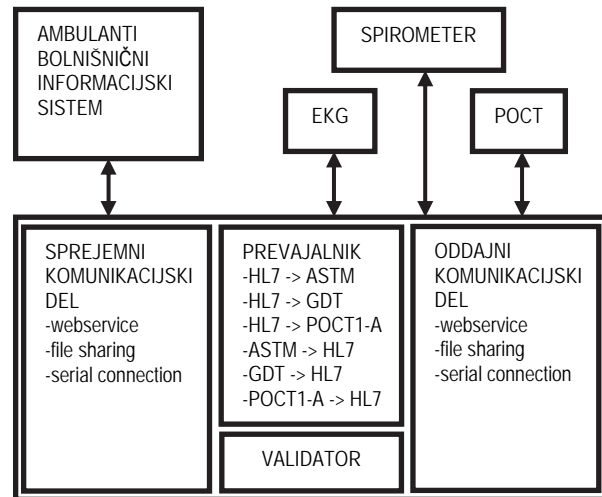 AMBULANTI
BOLNIŠNIČNI
INFORMACIJSKI
SISTEM
SPIROMETER
EKG
POCT
SPREJEMNI
KOMUNIKACIJSKI
DEL
-webservice
-file sharing
-serial connection
PREVAJALNIK
-HL7 -> ASTM
-HL7 -> GDT
-HL7 -> POCT1-A
-ASTM -> HL7
-GDT -> HL7
-POCT1-A -> HL7
VALIDATOR
ODDAJNI
KOMUNIKACIJSKI
DEL
-webservice
-file sharing
-serial connection